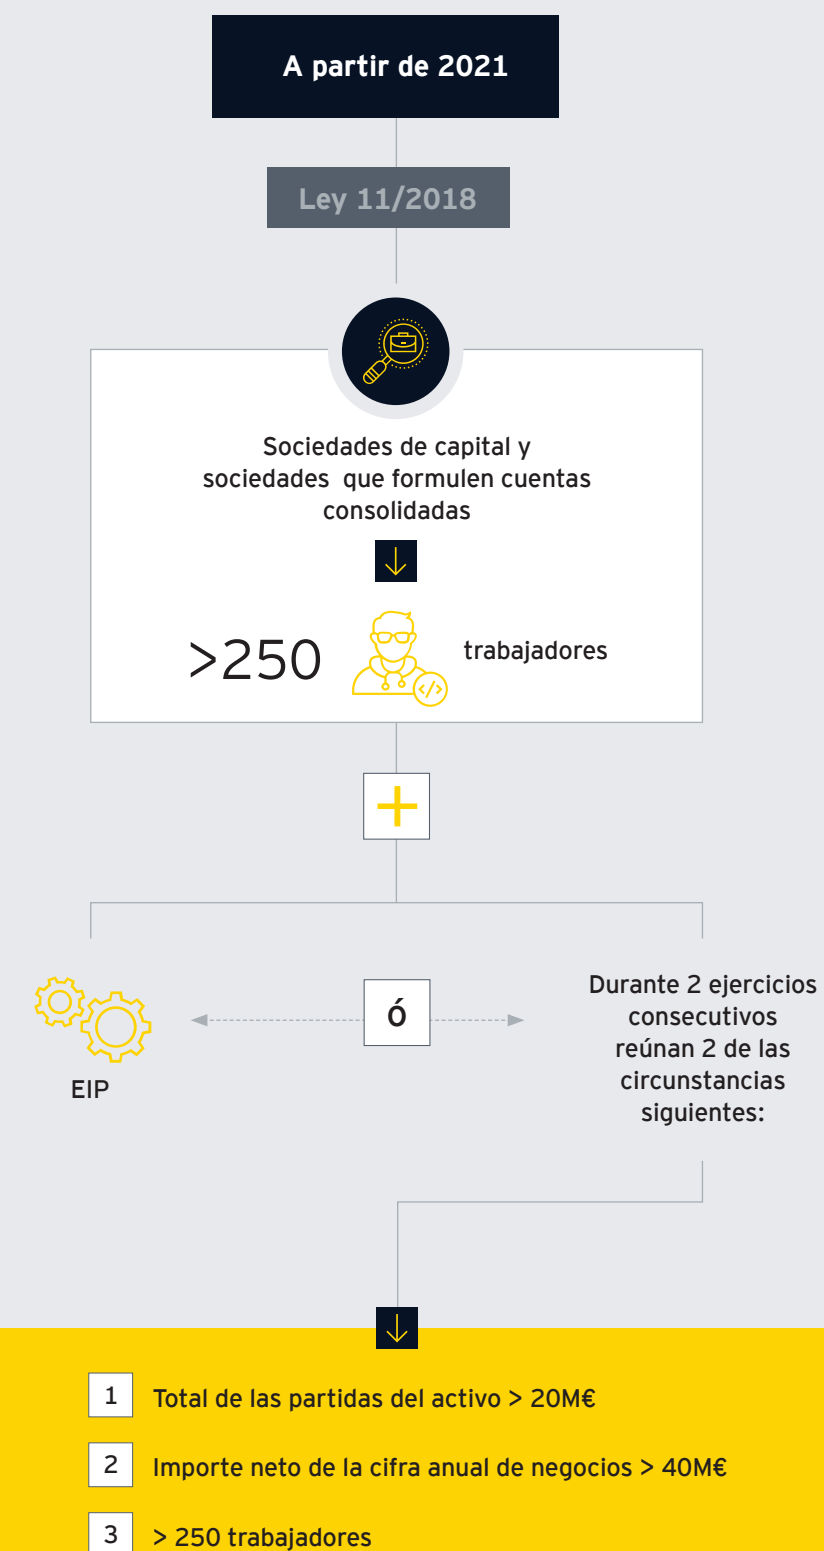 A partir de 2021
Ley 11/2018
Sociedades de capital y
sociedades que formulen cuentas
consolidadas
>250
trabajadores
+
EIP
ó
Durante 2 ejercicios
consecutivos
reúnan 2 de las
circunstancias
siguientes:
1 Total de las partidas del activo > 20M€
2 Importe neto de la cifra anual de negocios > 40M€
3 > 250 trabajadores